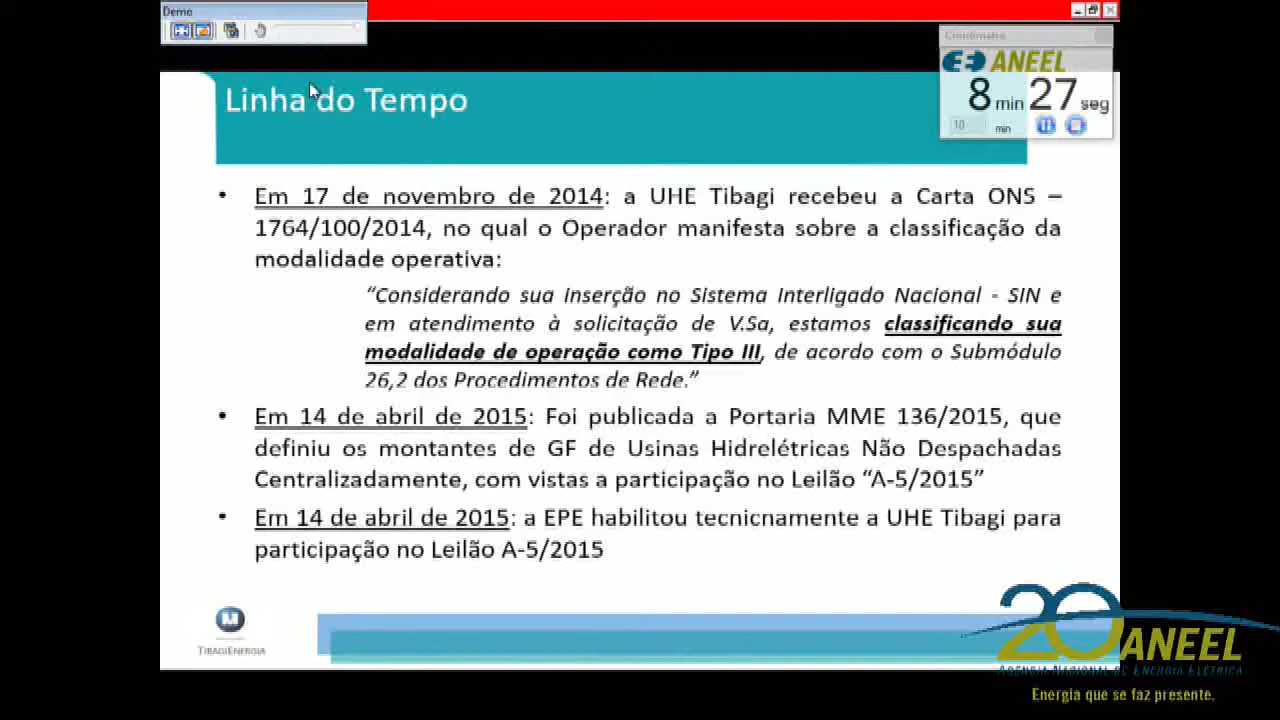 Demo
Cronômetro
ANEEL
8 min 27 seg
10 min
Linha do Tempo
• Em 17 de novembro de 2014: a UHE Tibagi recebeu a Carta ONS –
1764/100/2014, no qual o Operador manifesta sobre a classificação da
modalidade operativa:
“Considerando sua inserção no Sistema Interligado Nacional - SIN e
em atendimento à solicitação de V.Sa, estamos classificando sua
modalidade de operação como Tipo III, de acordo com o Submódulo
26,2 dos Procedimentos de Rede.”
• Em 14 de abril de 2015: Foi publicada a Portaria MME 136/2015, que
definiu os montantes de GF de Usinas Hidrelétricas Não Despachadas
Centralizadamente, com vistas a participação no Leilão “A-5/2015”
• Em 14 de abril de 2015: a EPE habilitou tecnicnamente a UHE Tibagi para
participação no Leilão A-5/2015
TIBAGIENERGIA
20 ANEEL
AGÊNCIA NACIONAL DE ENERGIA ELÉTRICA
Energia que se faz presente.